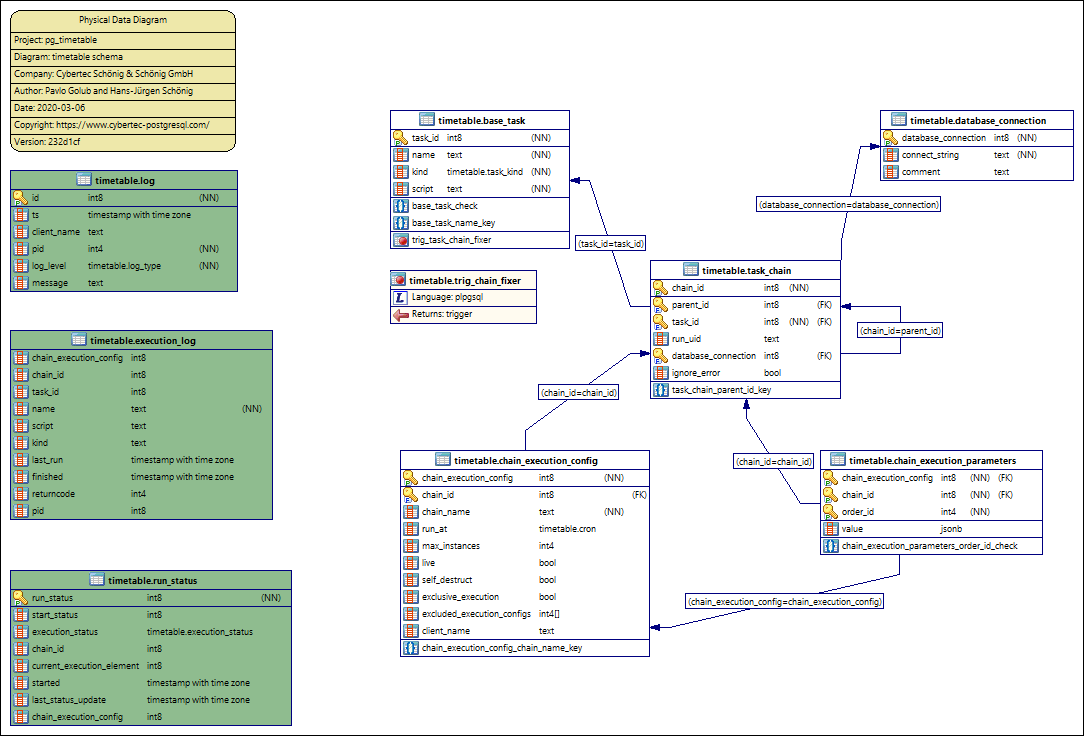 Physical Data Diagram
Project: pg_timetable
Diagram: timetable schema
Company: Cybertec Schönig & Schönig GmbH
Author: Pavlo Golub and Hans-Jürgen Schönig
Date: 2020-03-06
Copyright: https://www.cybertec-postgresql.com/
Version: 232d1cf
timetable.log
id int8 (NN)
ts timestamp with time zone
client_name text
pid int4 (NN)
log_level timetable.log_type (NN)
message text
timetable.execution_log
chain_execution_config int8
chain_id int8
task_id int8
name text (NN)
script text
kind text
last_run timestamp with time zone
finished timestamp with time zone
returncode int4
pid int8
timetable.run_status
run_status int8 (NN)
start_status int8
execution_status timetable.execution_status
chain_id int8
current_execution_element int8
started timestamp with time zone
last_status_update timestamp with time zone
chain_execution_config int8
timetable.base_task
task_id int8 (NN)
name text (NN)
kind timetable.task_kind (NN)
script text (NN)
base_task_check
base_task_name_key
trig_task_chain_fixer
timetable.trig_chain_fixer
Language: plpgsql
Returns: trigger
(task_id=task_id)
timetable.database_connection
database_connection int8 (NN)
connect_string text (NN)
comment text
(database_connection=database_connection)
timetable.task_chain
chain_id int8 (NN)
parent_id int8 (FK)
task_id int8 (NN) (FK)
run_uid text
database_connection int8 (FK)
ignore_error bool
task_chain_parent_id_key
(chain_id=parent_id)
(chain_id=chain_id)
timetable.chain_execution_config
chain_execution_config int8 (NN)
chain_id int8 (FK)
chain_name text (NN)
run_at timetable.cron
max_instances int4
live bool
self_destruct bool
exclusive_execution bool
excluded_execution_configs int4[]
client_name text
chain_execution_config_chain_name_key
(chain_id=chain_id)
timetable.chain_execution_parameters
chain_execution_config int8 (NN) (FK)
chain_id int8 (NN) (FK)
order_id int4 (NN)
value jsonb
chain_execution_parameters_order_id_check
(chain_execution_config=chain_execution_config)